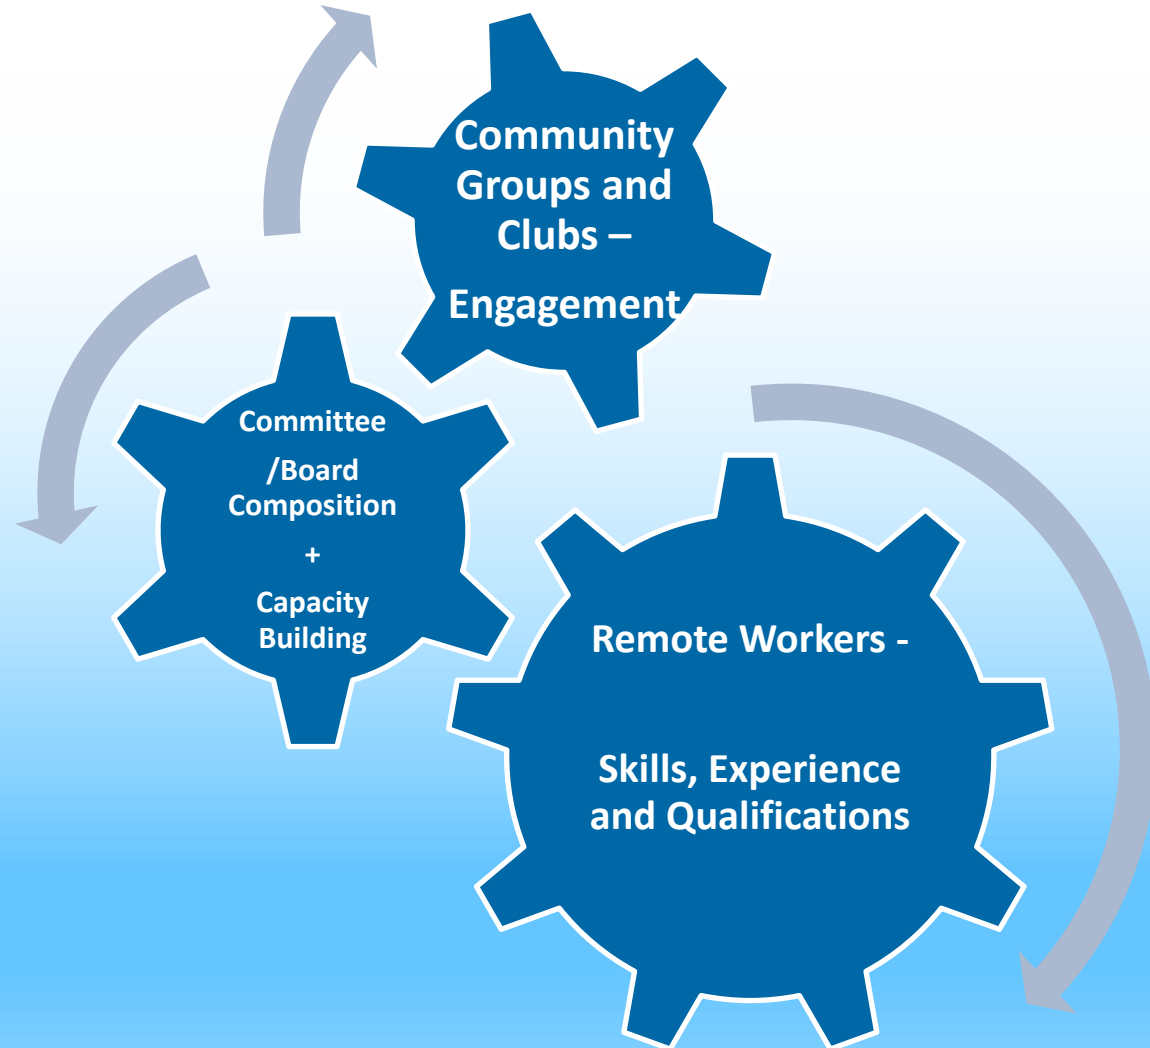 Community
Groups and
Clubs –
Engagement
Committee
/Board
Composition
+
Capacity
Building
Remote Workers -
Skills, Experience
and Qualifications